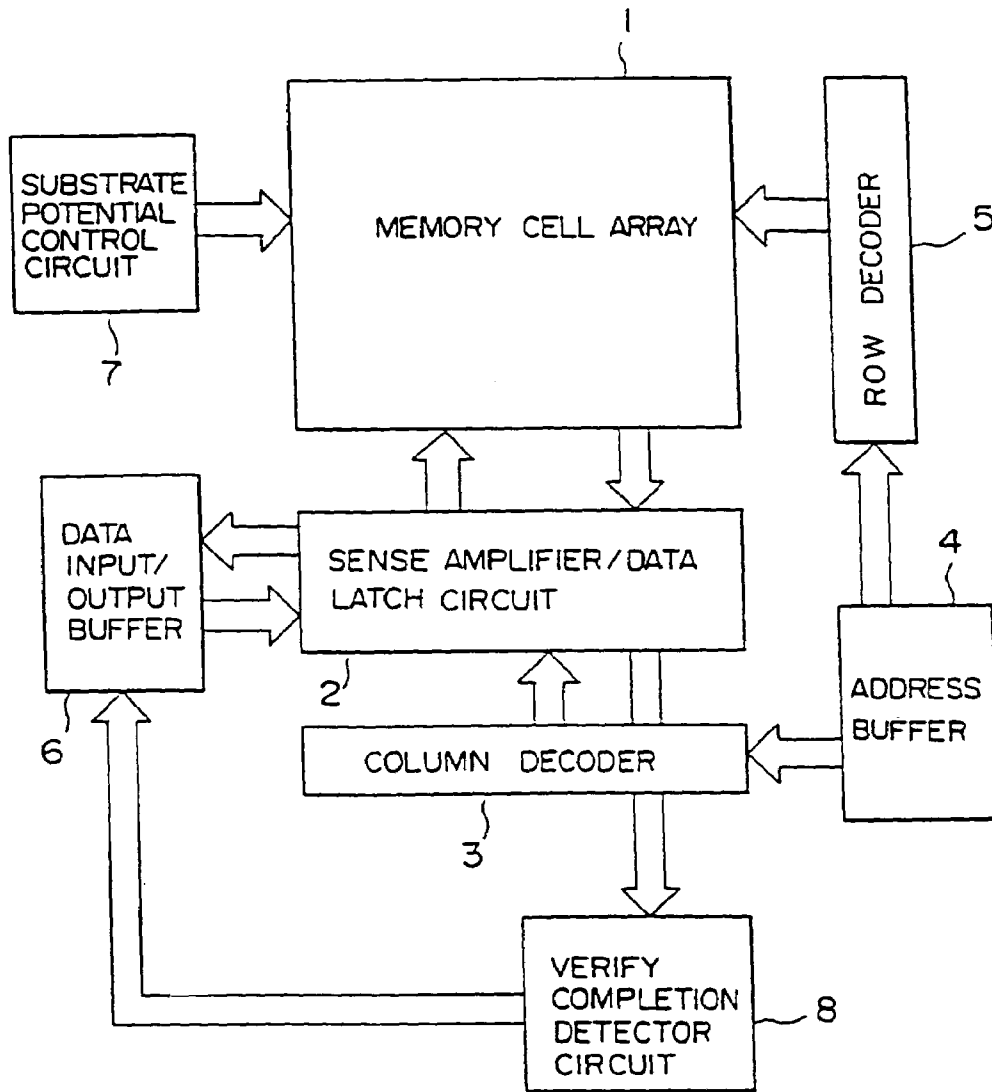 1
SUBSTRATE
POTENTIAL
CONTROL
CIRCUIT
7
MEMORY CELL ARRAY
ROW DECODER
5
DATA
INPUT/
OUTPUT
BUFFER
6
SENSE AMPLIFIER/DATA
LATCH CIRCUIT
2
4
ADDRESS
BUFFER
COLUMN DECODER
3
VERIFY
COMPLETION
DETECTOR
CIRCUIT
8